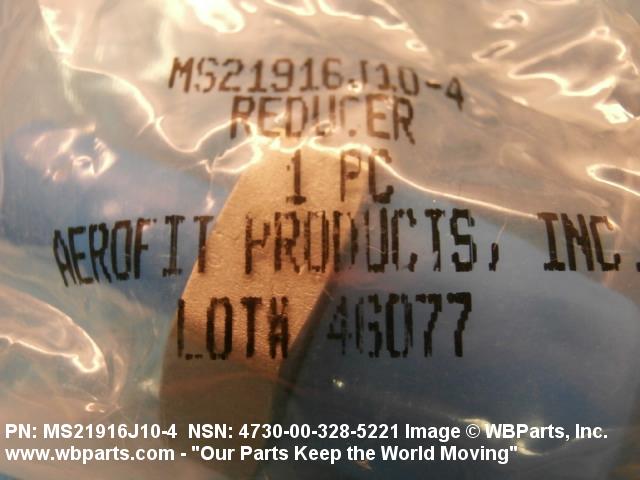 MS21916J10-4
REDUCER
1 PC
AEROFIT PRODUCTS, INC.
LOT# 46077
PN: MS21916J10-4 NSN: 4730-00-328-5221 Image © WBParts, Inc.
www.wbparts.com - "Our Parts Keep the World Moving"